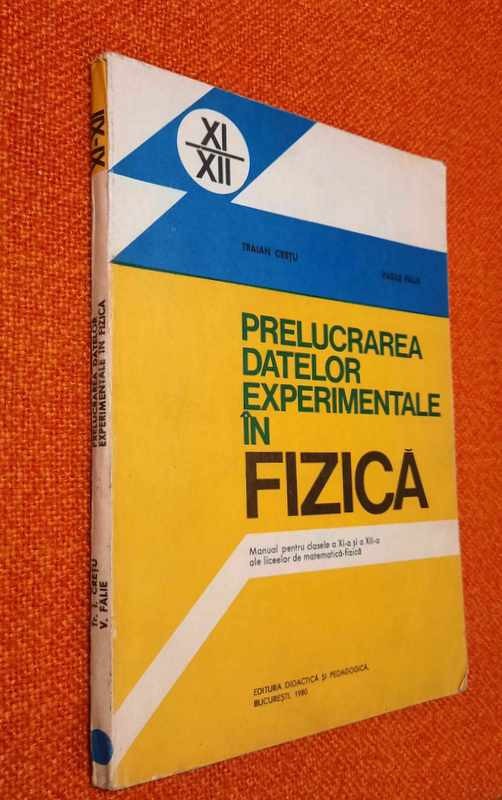 XI-XII
PRELUCRAREA DATELOR
EXPERIMENTALE ÎN FIZICA
Tr. I. CREȚU
V. FALIE
XI
XII
TRAIAN CREȚU
VASILE FALIE
PRELUCRAREA
DATELOR
EXPERIMENTALE
ÎN
FIZICĂ
Manual pentru clasele a XI-a și a XII-a
ale liceelor de matematică-fizică
EDITURA DIDACTICĂ ȘI PEDAGOGICĂ,
BUCUREȘTI, 1980